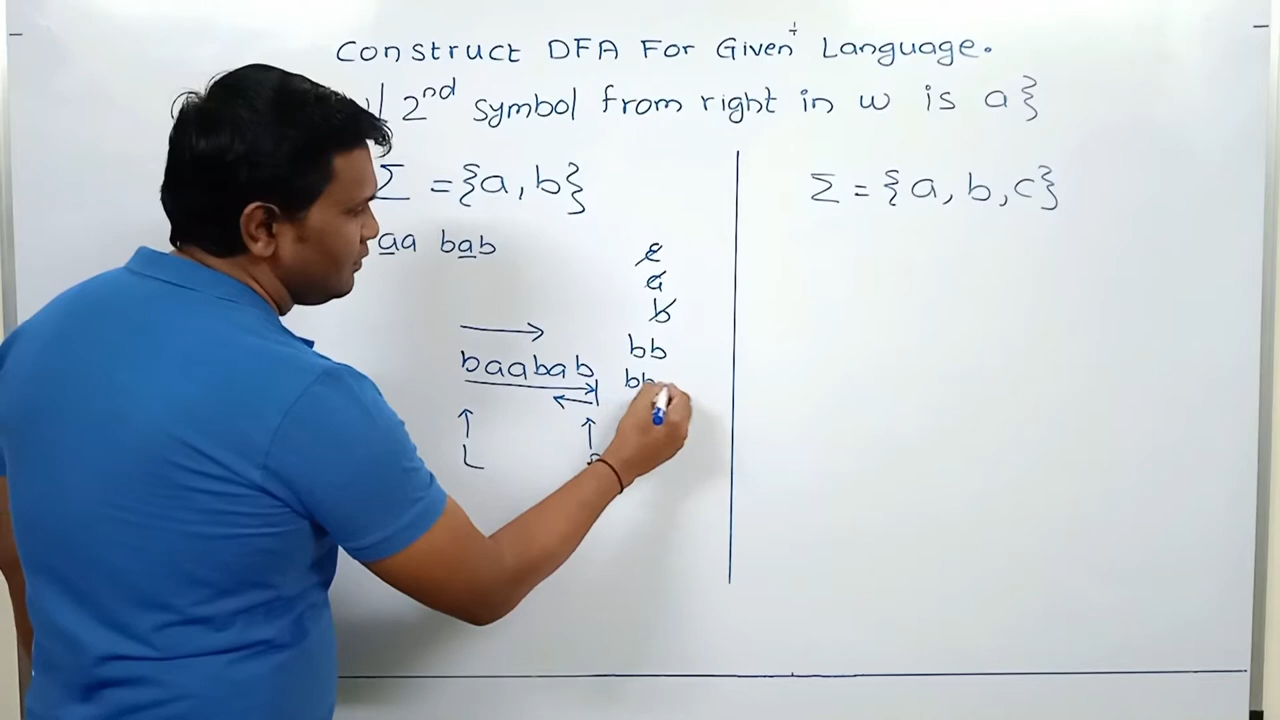 Construct DFA For Given Language.
| 2nd symbol from right in w is a}
Σ = {a, b}
Σ = {a, b, c}
aa bab
ε
a
b
bb
baabab
bb
L